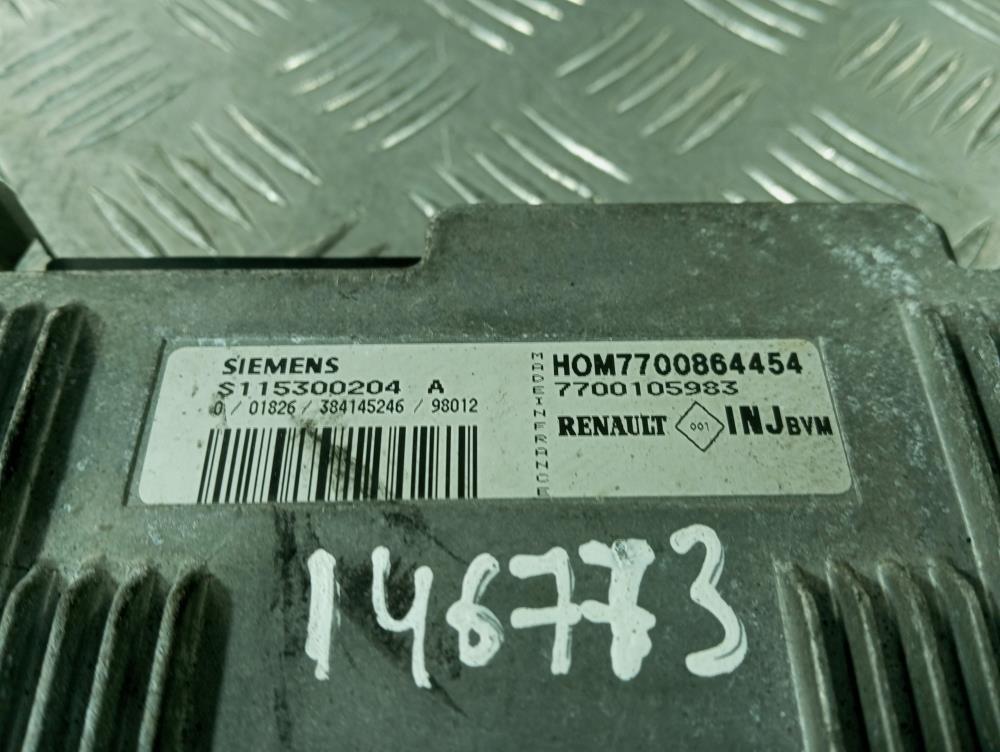 SIEMENS
S115300204 A
0 / 01826 / 384145246 / 98012
MADE IN FRANCE
HOM7700864454
7700105983
RENAULT 001 INJ BVM
146773